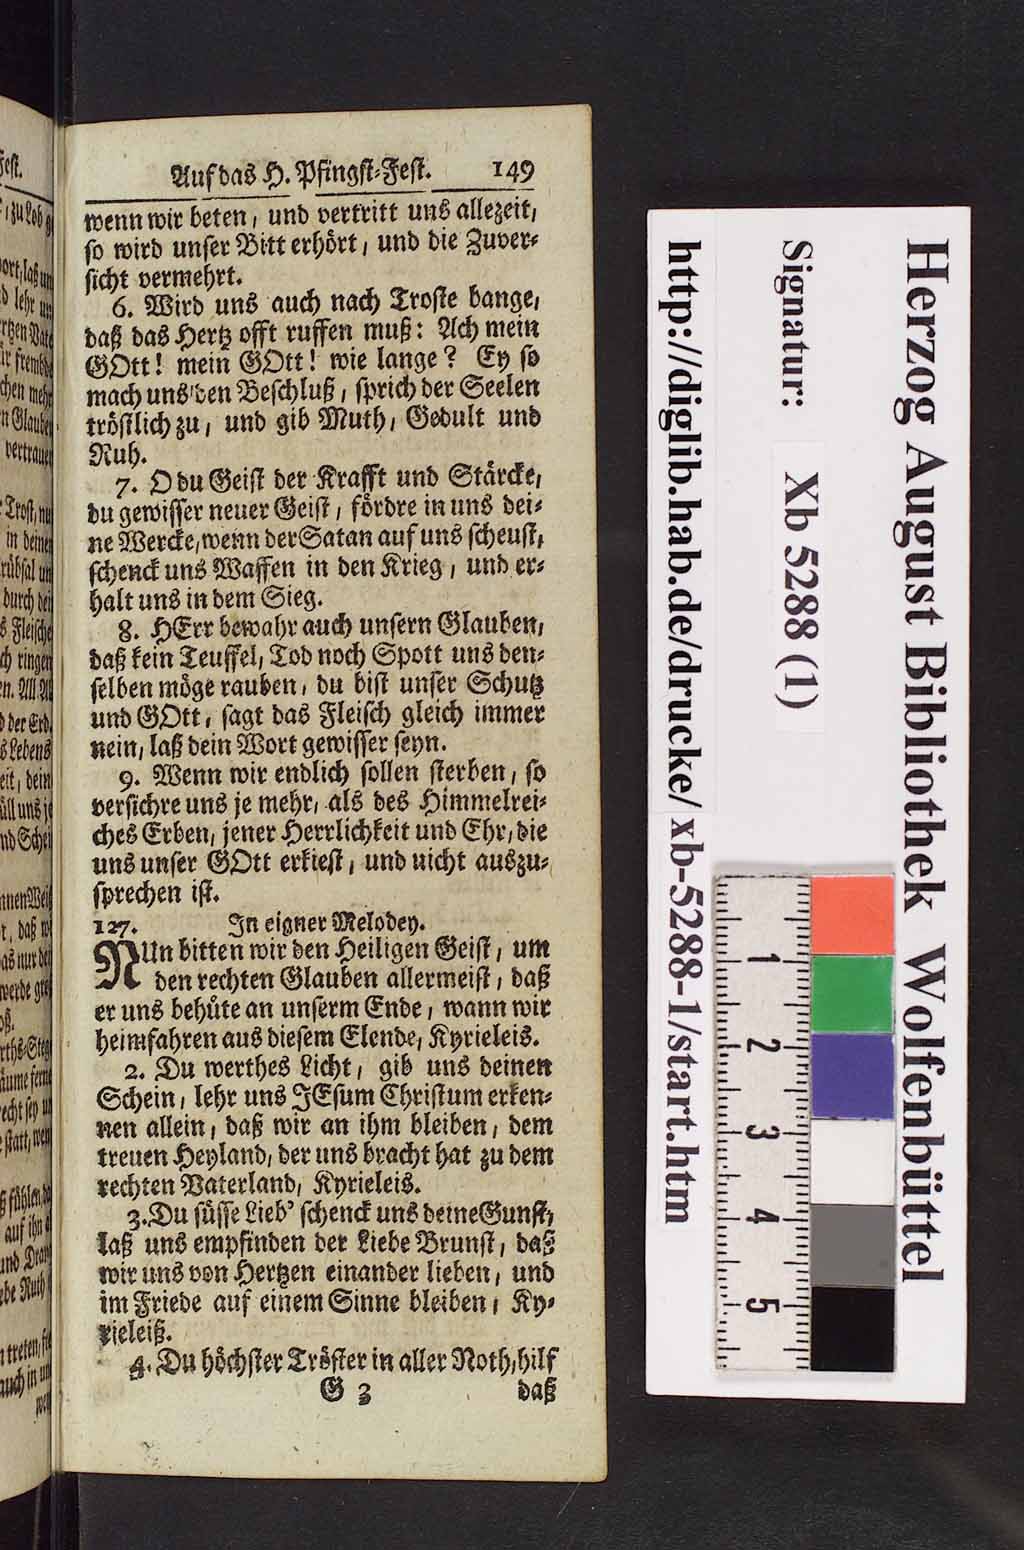 Auf das H. Pfingst-Fest. 149
wenn wir beten, und vertritt uns allezeit,
so wird unser Bitt erhört, und die Zuver-
sicht vermehrt.
6. Wird uns auch nach Troste bange,
daß das Hertz offt ruffen muß: Ach mein
GOtt! mein GOtt! wie lange? Ey so
mach uns den Beschluß, sprich der Seelen
tröstlich zu, und gib Muth, Gedult und
Ruh.
7. O du Geist der Krafft und Stärcke,
du gewisser neuer Geist, fördre in uns dei-
ne Wercke, wenn der Satan auf uns scheust,
schenck uns Waffen in den Krieg, und er-
halt uns in dem Sieg.
8. HErr bewahr auch unsern Glauben,
daß kein Teuffel, Tod noch Spott uns den-
selben möge rauben, du bist unser Schutz
und GOtt, sagt das Fleisch gleich immer
nein, laß dein Wort gewisser seyn.
9. Wenn wir endlich sollen sterben, so
versichre uns je mehr, als des Himmelrei-
ches Erben, jener Herrlichkeit und Ehr, die
uns unser GOtt erkiest, und nicht auszu-
sprechen ist.
127. In eigner Melodey.
NUn bitten wir den Heiligen Geist, um
den rechten Glauben allermeist, daß
er uns behüte an unserm Ende, wann wir
heimfahren aus diesem Elende, Kyrieleis.
2. Du werthes Licht, gib uns deinen
Schein, lehr uns JEsum Christum erken-
nen allein, daß wir an ihm bleiben, dem
treuen Heyland, der uns bracht hat zu dem
rechten Vaterland, Kyrieleis.
3. Du süsse Lieb' schenck uns deine Gunst,
laß uns empfinden der Liebe Brunst, daß
wir uns von Hertzen einander lieben, und
im Friede auf einem Sinne bleiben, Ky-
rieleiß.
4. Du höchster Tröster in aller Noth, hilf
G 3 daß
Herzog August Bibliothek Wolfenbüttel
Signatur: Xb 5288 (1)
http://diglib.hab.de/drucke/ xb-5288-1/start.htm
1
2
3
4
5